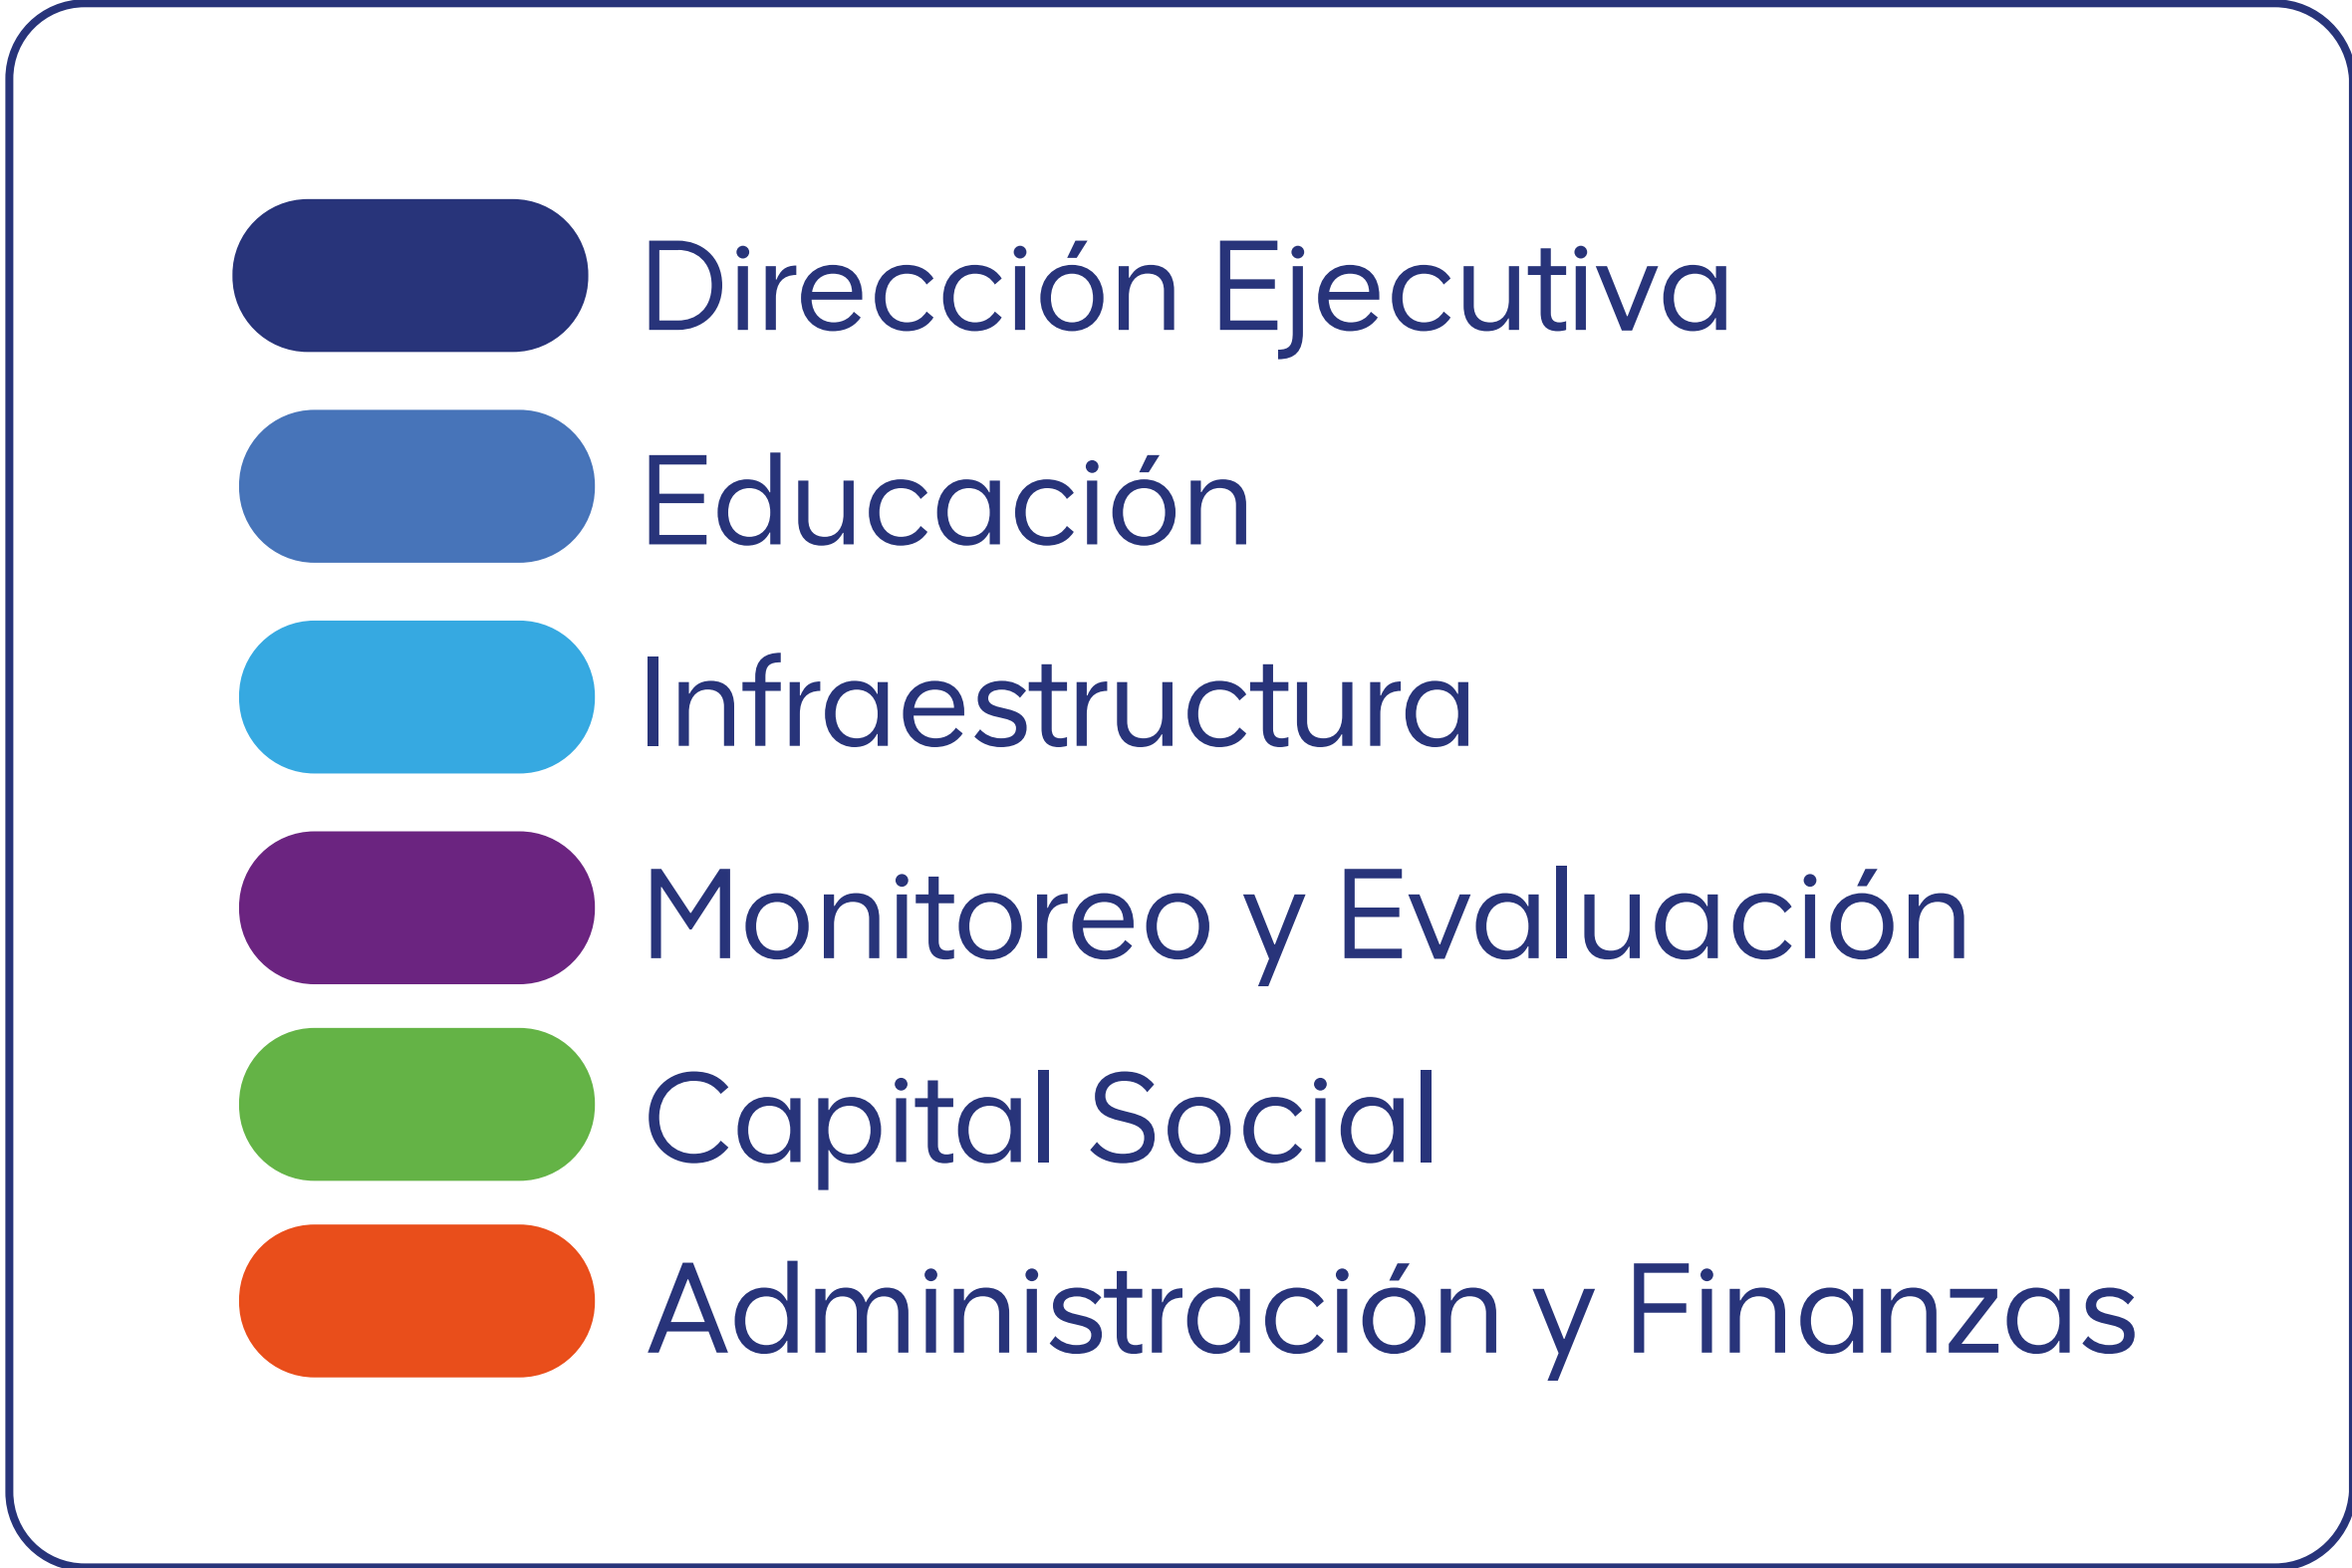 Dirección Ejecutiva
Educación
Infraestructura
Monitoreo y Evaluación
Capital Social
Administración y Finanzas